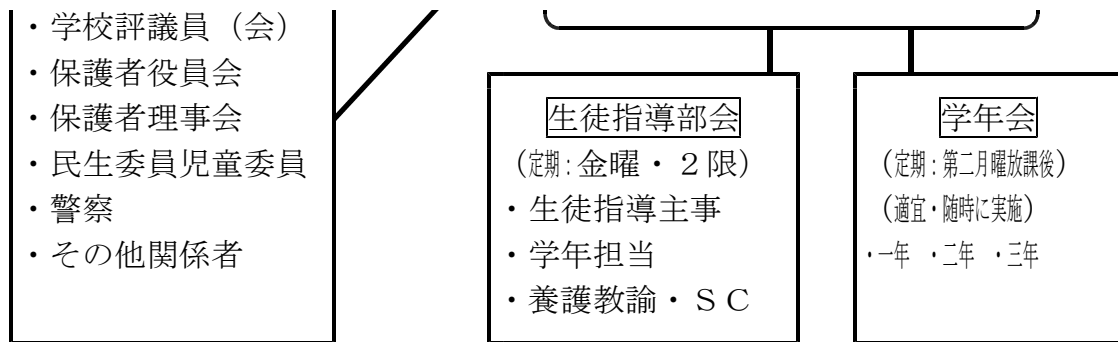 ・学校評議員（会）
・保護者役員会
・保護者理事会
・民生委員児童委員
・警察
・その他関係者
生徒指導部会
（定期：金曜・２限）
・生徒指導主事
・学年担当
・養護教諭・ＳＣ
学年会
（定期：第二月曜放課後）
（適宜・随時に実施）
・一年 ・二年 ・三年